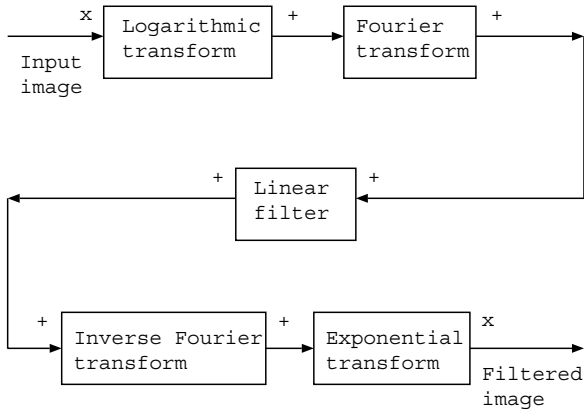 x
Logarithmic
transform
+
Fourier
transform
+
Input
image
+
Linear
filter
+
+
Inverse Fourier
transform
+
Exponential
transform
x
Filtered
image